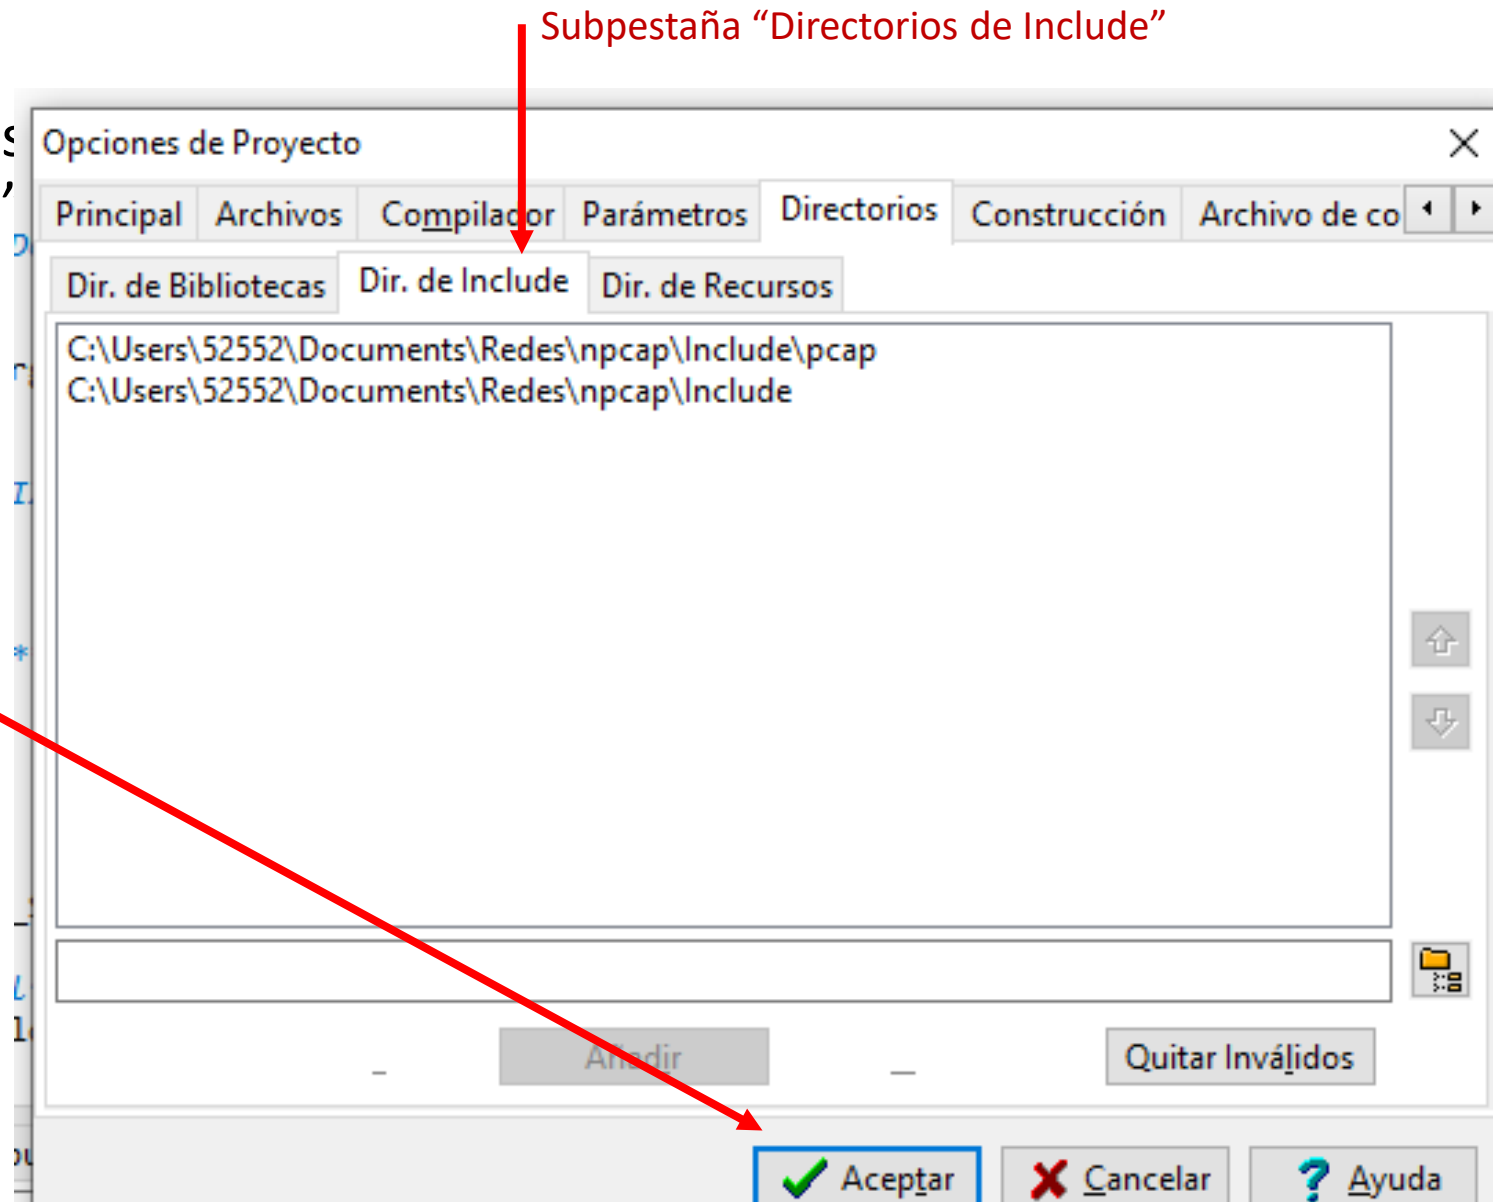 Subpestaña “Directorios de Include”
Opciones de Proyecto
Principal Archivos Compilador Parámetros Directorios Construcción Archivo de co
Dir. de Bibliotecas Dir. de Include Dir. de Recursos
C:\Users\52552\Documents\Redes\npcap\Include\pcap
C:\Users\52552\Documents\Redes\npcap\Include
Añadir Quitar Inválidos
Aceptar Cancelar Ayuda